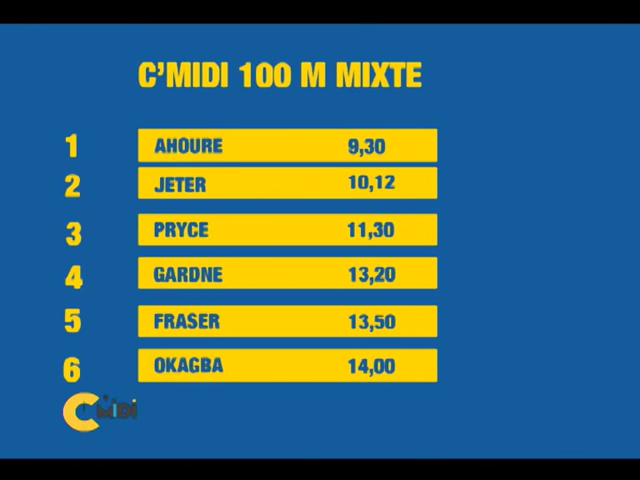 C'MIDI 100 M MIXTE
1 AHOURE 9,30
2 JETER 10,12
3 PRYCE 11,30
4 GARDNE 13,20
5 FRASER 13,50
6 OKAGBA 14,00
C'MIDI